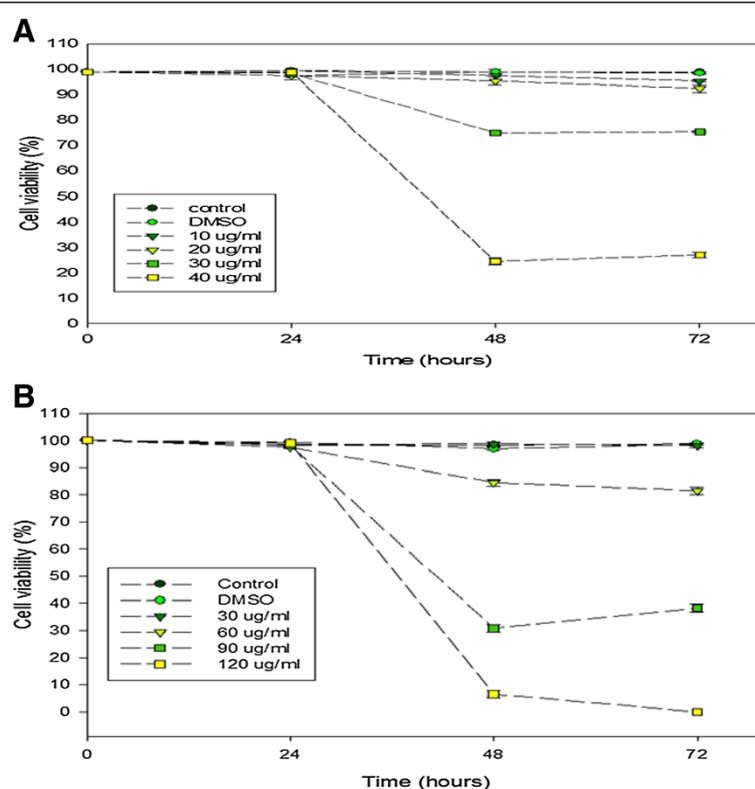 A
110
100
90
80
70
60
50
40
30
20
10
0
Cell viability (%)
control
DMSO
10 ug/ml
20 ug/ml
30 ug/ml
40 ug/ml
0 24 48 72
Time (hours)
B
110
100
90
80
70
60
50
40
30
20
10
0
Cell viability (%)
Control
DMSO
30 ug/ml
60 ug/ml
90 ug/ml
120 ug/ml
0 24 48 72
Time (hours)